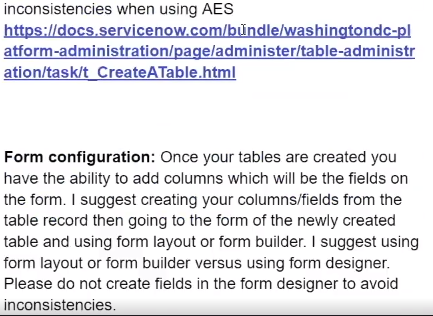 inconsistencies when using AES
https://docs.servicenow.com/bundle/washingtondc-pl
atform-administration/page/administer/table-administr
ation/task/t_CreateATable.html
Form configuration: Once your tables are created you
have the ability to add columns which will be the fields on
the form. I suggest creating your columns/fields from the
table record then going to the form of the newly created
table and using form layout or form builder. I suggest using
form layout or form builder versus using form designer.
Please do not create fields in the form designer to avoid
inconsistencies.